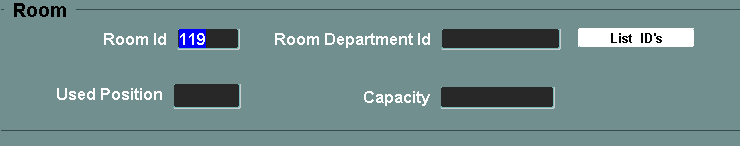 Room
Room Id 119 Room Department Id List ID's
Used Position Capacity